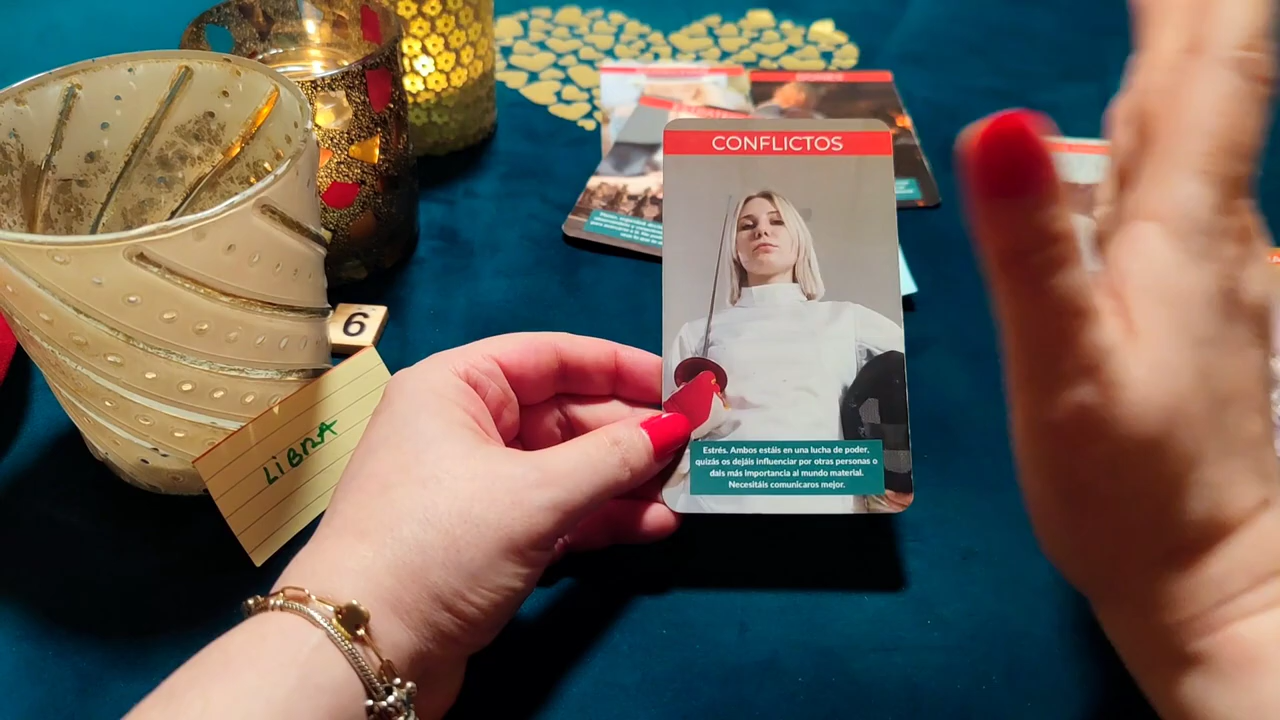 CONFLICTOS
Estrés. Ambos estáis en una lucha de poder,
quizás os dejáis influenciar por otras personas o
dais más importancia al mundo material.
Necesitáis comunicaros mejor.
6
LIBRA